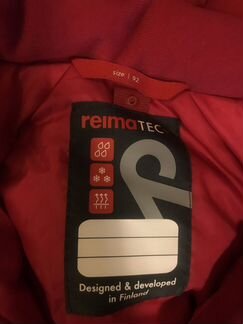 size | 92
reimaTEC
Designed & developed
in Finland